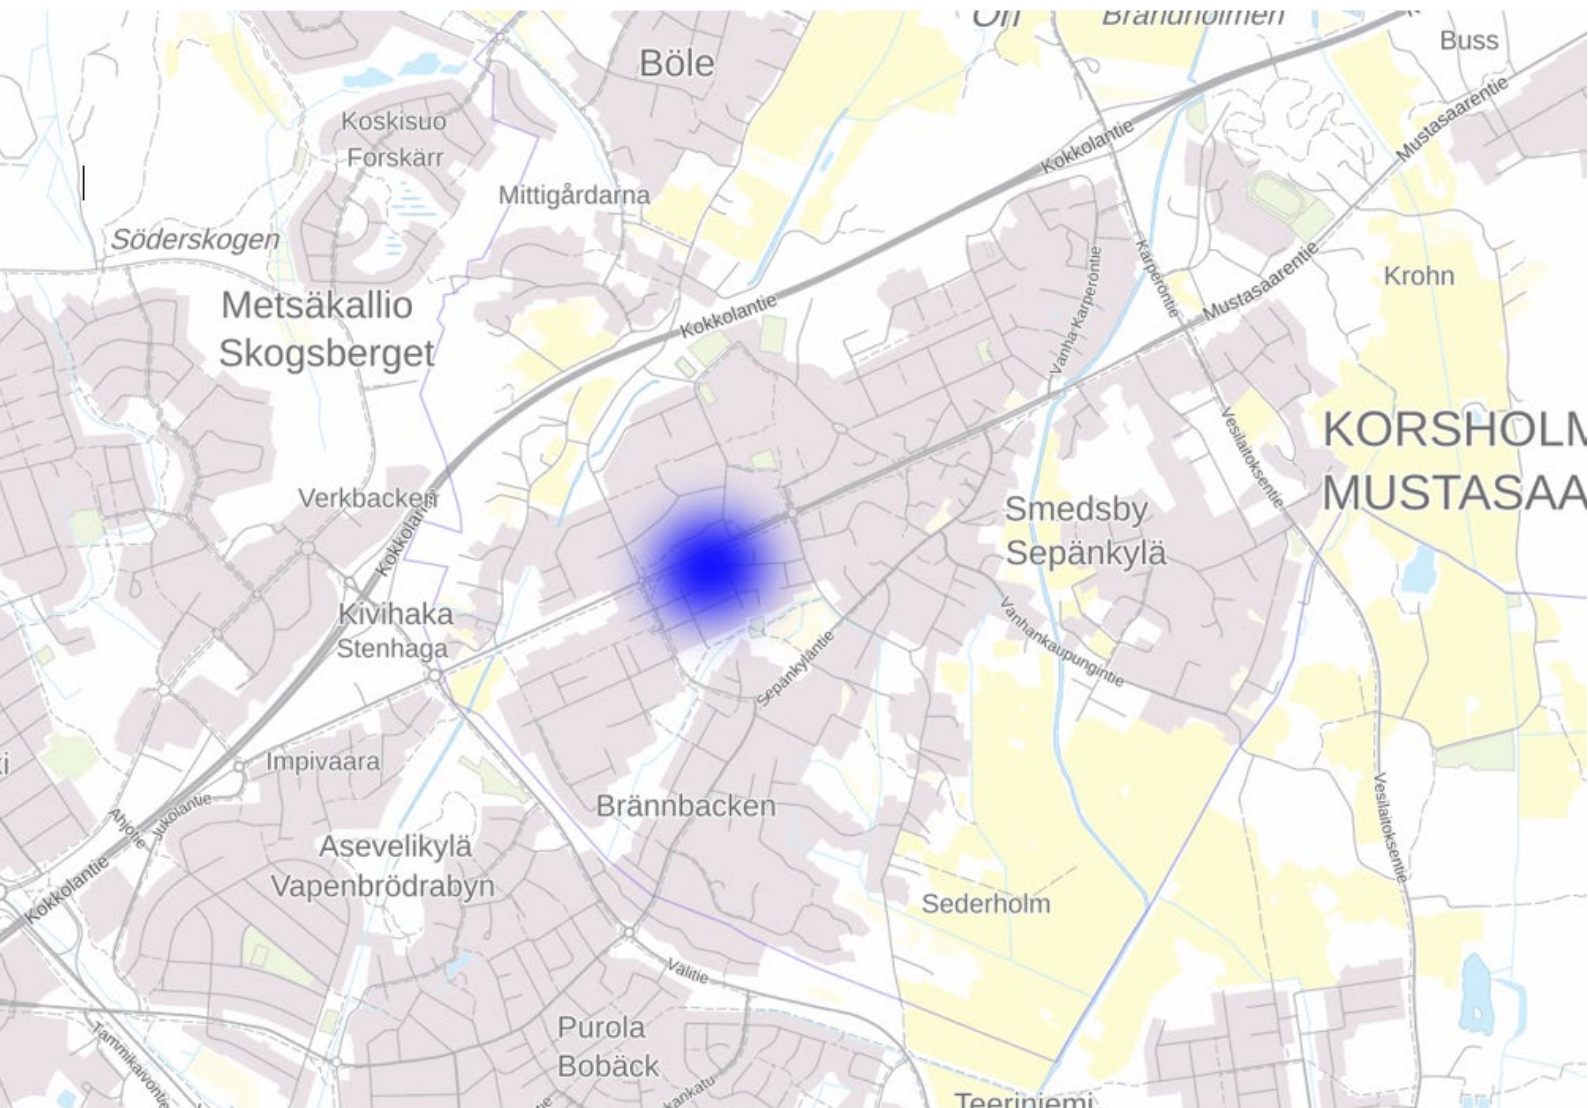 Brändholmen
Buss
Böle
Koskisuo
Forskärr
Kokkolantie
Mustasaarentie
Mittigårdarna
Söderskogen
Karperöntie
Vanha Karperöntie
Mustasaarentie
Krohn
Metsäkallio
Skogsberget
Kokkolantie
Vesilaitoksentie
KORSHOLM
MUSTASAA
Verkbacken
Kokkolantie
Smedsby
Sepänkylä
Kivihaka
Stenhaga
Vanhankaupungintie
Sepänkyläntie
Impivaara
Ahjotie
Jukolantie
Brännbacken
Vesilaitoksentie
Asevelikylä
Vapenbrödrabyn
Kokkolantie
Sederholm
Välitie
Purola
Bobäck
Tammikaivontie
kankatu
Teeriniemi